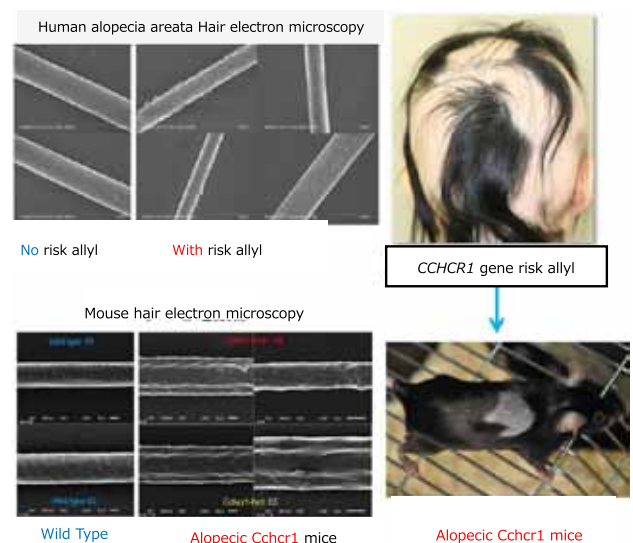 Human alopecia areata Hair electron microscopy
No risk allyl
With risk allyl
CCHCR1 gene risk allyl
Mouse hair electron microscopy
Wild Type
Alopecic Cchcr1 mice
Alopecic Cchcr1 mice